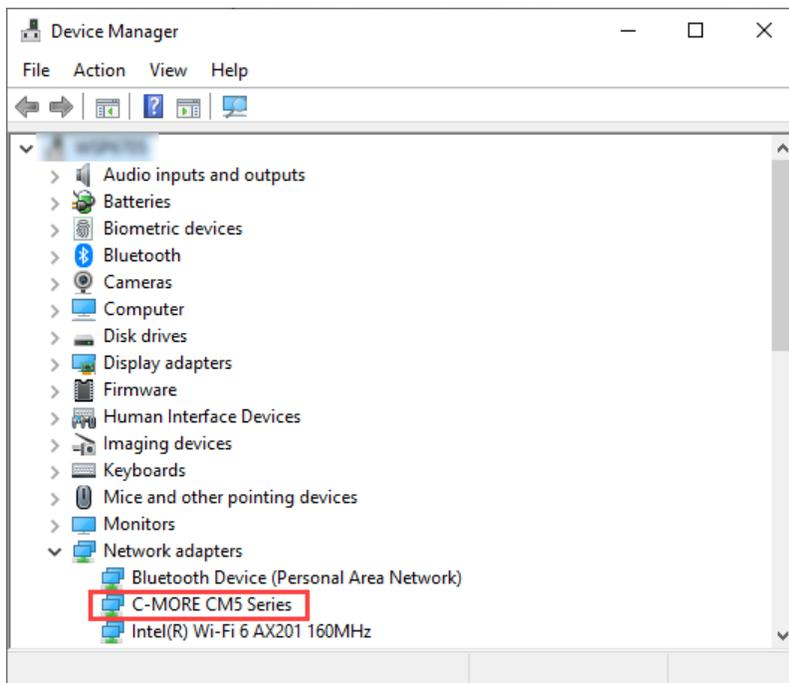 Device Manager
File Action View Help
Audio inputs and outputs
Batteries
Biometric devices
Bluetooth
Cameras
Computer
Disk drives
Display adapters
Firmware
Human Interface Devices
Imaging devices
Keyboards
Mice and other pointing devices
Monitors
Network adapters
Bluetooth Device (Personal Area Network)
C-MORE CM5 Series
Intel(R) Wi-Fi 6 AX201 160MHz